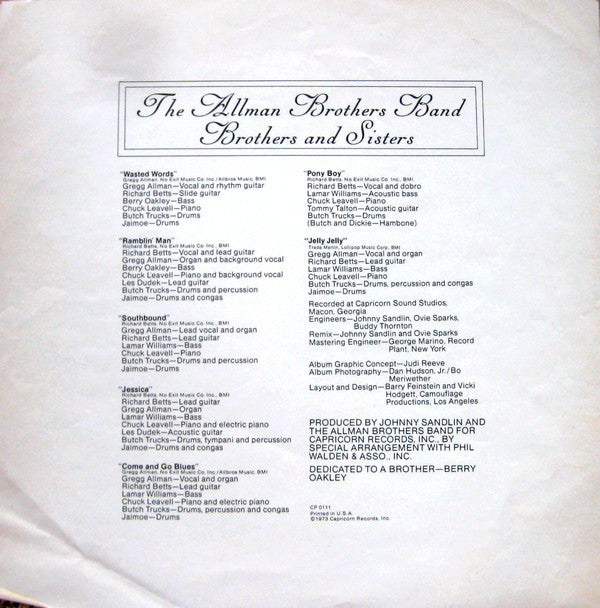 The Allman Brothers Band
Brothers and Sisters
"Wasted Words"
Gregg Allman, No Exit Music Co. Inc./Allbros Music, BMI
Gregg Allman—Vocal and rhythm guitar
Richard Betts—Slide guitar
Berry Oakley—Bass
Chuck Leavell—Piano
Butch Trucks—Drums
Jaimoe—Drums
"Ramblin' Man"
Richard Betts, No Exit Music Co. Inc., BMI
Richard Betts—Vocal and lead guitar
Gregg Allman—Organ and background vocal
Berry Oakley—Bass
Chuck Leavell—Piano and background vocal
Les Dudek—Lead guitar
Butch Trucks—Drums and percussion
Jaimoe—Drums and congas
"Southbound"
Richard Betts, No Exit Music Co. Inc., BMI
Gregg Allman—Lead vocal and organ
Richard Betts—Lead guitar
Lamar Williams—Bass
Chuck Leavell—Piano
Butch Trucks—Drums and percussion
Jaimoe—Drums
"Jessica"
Richard Betts, No Exit Music Co. Inc., BMI
Richard Betts—Lead guitar
Gregg Allman—Organ
Lamar Williams—Bass
Chuck Leavell—Piano and electric piano
Les Dudek—Acoustic guitar
Butch Trucks—Drums, tympani and percussion
Jaimoe—Drums and congas
"Come and Go Blues"
Gregg Allman, No Exit Music Co. Inc./Allbros Music, BMI
Gregg Allman—Vocal and organ
Richard Betts—Lead guitar
Lamar Williams—Bass
Chuck Leavell—Piano and electric piano
Butch Trucks—Drums, percussion and congas
Jaimoe—Drums
"Pony Boy"
Richard Betts, No Exit Music Co. Inc., BMI
Richard Betts—Vocal and dobro
Lamar Williams—Acoustic bass
Chuck Leavell—Piano
Tommy Talton—Acoustic guitar
Butch Trucks—Drums
(Butch and Dickie—Hambone)
"Jelly Jelly"
Trade Martin, Lollipop Music Corp., BMI
Gregg Allman—Vocal and organ
Richard Betts—Lead guitar
Lamar Williams—Bass
Chuck Leavell—Piano
Butch Trucks—Drums, percussion and congas
Jaimoe—Drums
Recorded at Capricorn Sound Studios,
Macon, Georgia
Engineers—Johnny Sandlin, Ovie Sparks,
Buddy Thornton
Remix—Johnny Sandlin and Ovie Sparks
Mastering Engineer—George Marino, Record
Plant, New York
Album Graphic Concept—Judi Reeve
Album Photography—Dan Hudson, Jr./Bo
Meriwether
Layout and Design—Barry Feinstein and Vicki
Hodgett, Camouflage
Productions, Los Angeles
PRODUCED BY JOHNNY SANDLIN AND
THE ALLMAN BROTHERS BAND FOR
CAPRICORN RECORDS, INC., BY
SPECIAL ARRANGEMENT WITH PHIL
WALDEN & ASSO., INC.
DEDICATED TO A BROTHER—BERRY
OAKLEY
CP 0111
Printed in U.S.A.
©1973 Capricorn Records, Inc.